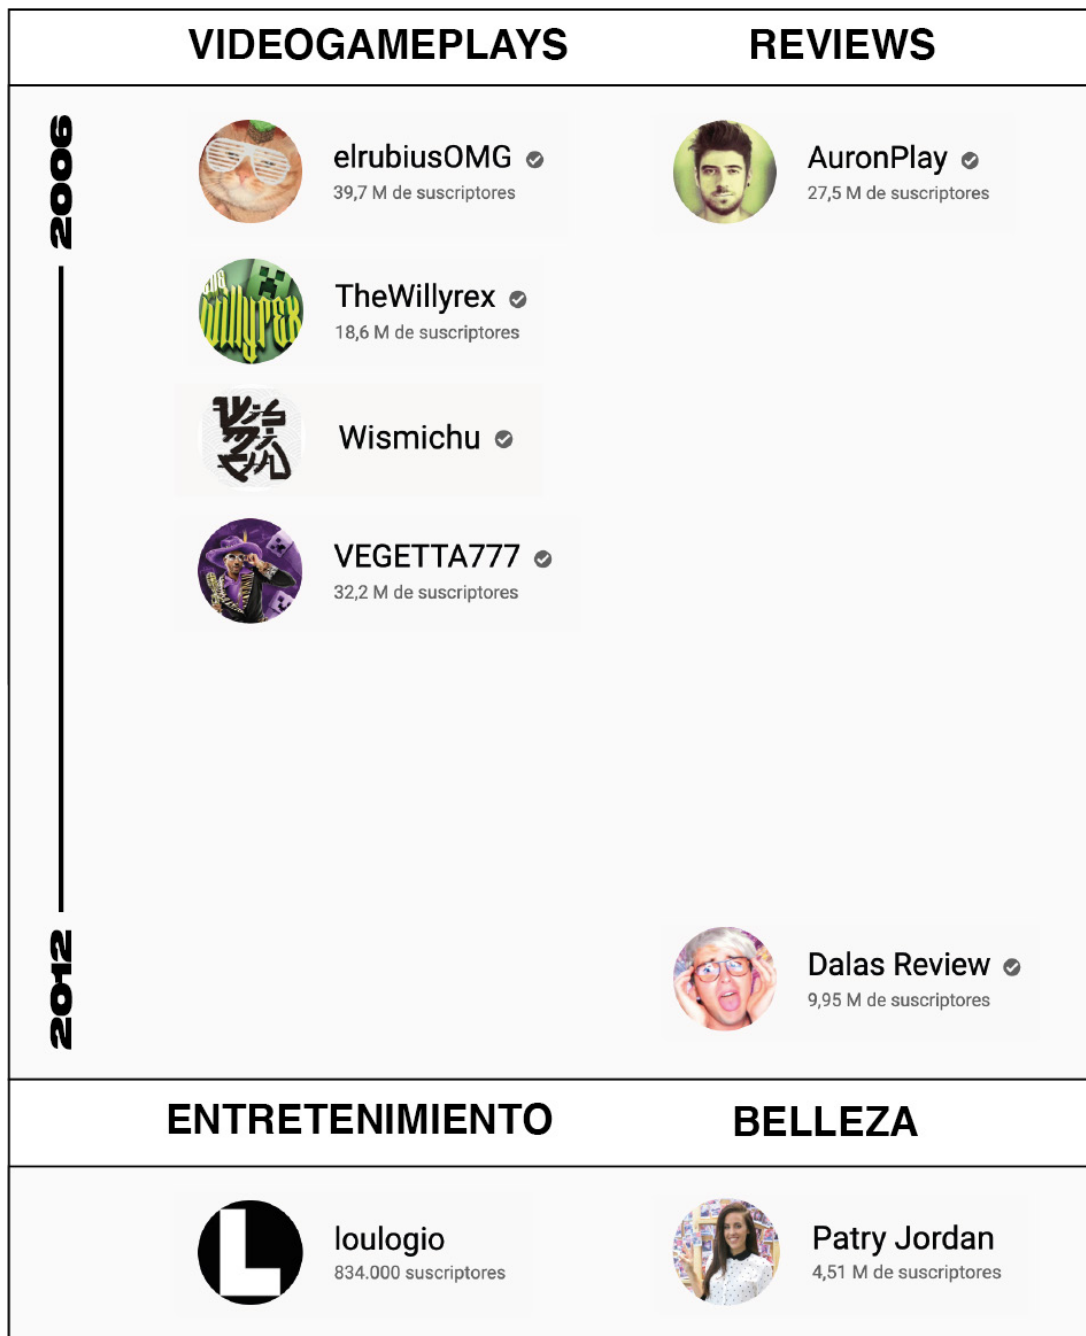 VIDEOGAMEPLAYS REVIEWS
2006
elrubiusOMG
39,7 M de suscriptores
AuronPlay
27,5 M de suscriptores
THE
willyrex
TheWillyrex
18,6 M de suscriptores
Wismichu
VEGETTA777
32,2 M de suscriptores
2012
Dalas Review
9,95 M de suscriptores
ENTRETENIMIENTO BELLEZA
L
loulogio
834.000 suscriptores
Patry Jordan
4,51 M de suscriptores